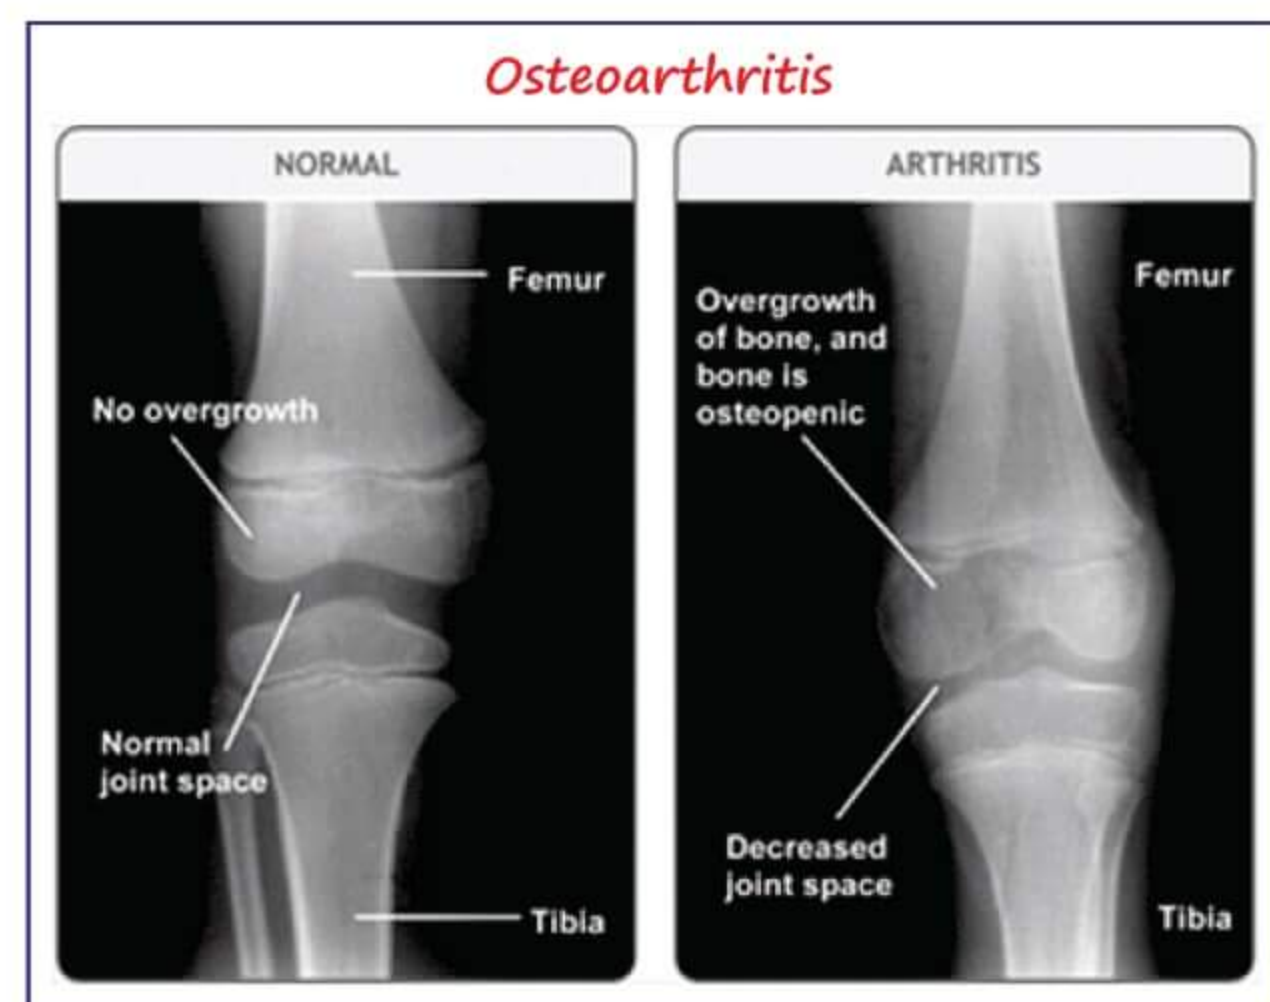 Osteoarthritis
NORMAL
Femur
No overgrowth
Normal
joint space
Tibia
ARTHRITIS
Femur
Overgrowth
of bone, and
bone is
osteopenic
Decreased
joint space
Tibia